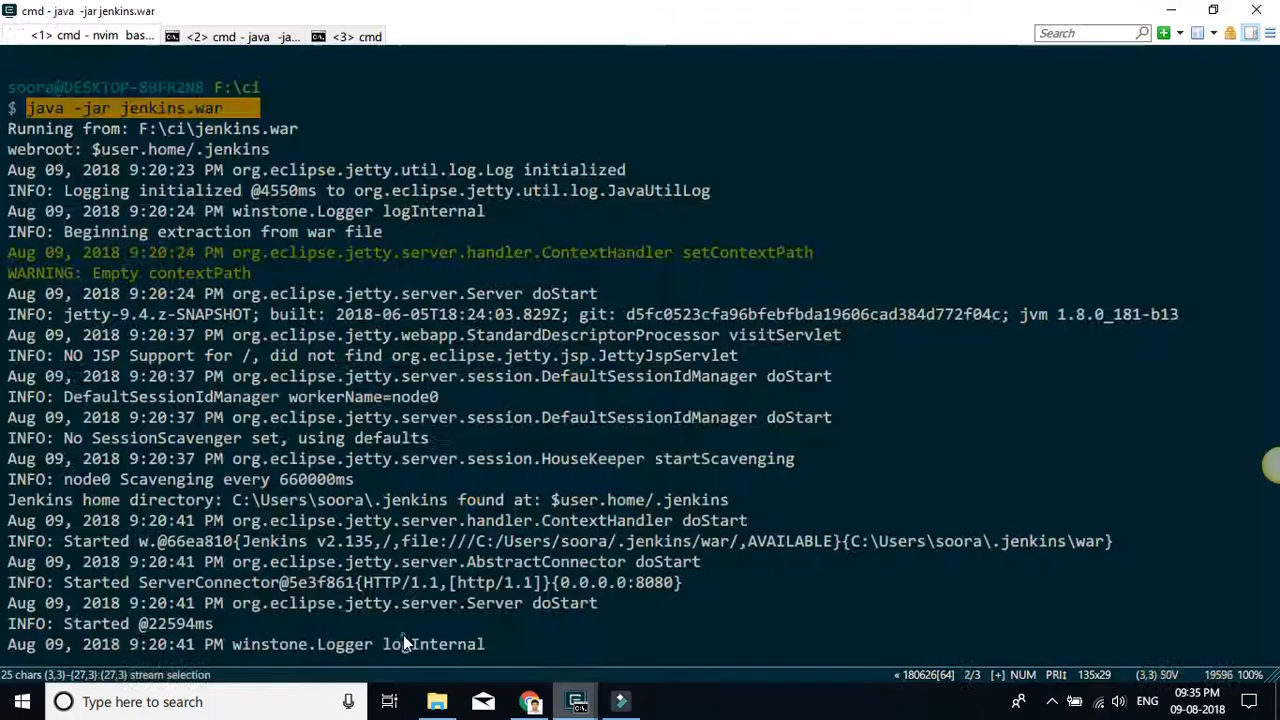 cmd - java -jar jenkins.war
<1> cmd - nvim bas... <2> cmd - java -ja... <3> cmd Search
soora@DESKTOP-8BFR2N8 F:\ci
$ java -jar jenkins.war
Running from: F:\ci\jenkins.war
webroot: $user.home/.jenkins
Aug 09, 2018 9:20:23 PM org.eclipse.jetty.util.log.Log initialized
INFO: Logging initialized @4550ms to org.eclipse.jetty.util.log.JavaUtilLog
Aug 09, 2018 9:20:24 PM winstone.Logger logInternal
INFO: Beginning extraction from war file
Aug 09, 2018 9:20:24 PM org.eclipse.jetty.server.handler.ContextHandler setContextPath
WARNING: Empty contextPath
Aug 09, 2018 9:20:24 PM org.eclipse.jetty.server.Server doStart
INFO: jetty-9.4.z-SNAPSHOT; built: 2018-06-05T18:24:03.829Z; git: d5fc0523cfa96bfebfbda19606cad384d772f04c; jvm 1.8.0_181-b13
Aug 09, 2018 9:20:37 PM org.eclipse.jetty.webapp.StandardDescriptorProcessor visitServlet
INFO: NO JSP Support for /, did not find org.eclipse.jetty.jsp.JettyJspServlet
Aug 09, 2018 9:20:37 PM org.eclipse.jetty.server.session.DefaultSessionIdManager doStart
INFO: DefaultSessionIdManager workerName=node0
Aug 09, 2018 9:20:37 PM org.eclipse.jetty.server.session.DefaultSessionIdManager doStart
INFO: No SessionScavenger set, using defaults
Aug 09, 2018 9:20:37 PM org.eclipse.jetty.server.session.HouseKeeper startScavenging
INFO: node0 Scavenging every 660000ms
Jenkins home directory: C:\Users\soora\.jenkins found at: $user.home/.jenkins
Aug 09, 2018 9:20:41 PM org.eclipse.jetty.server.handler.ContextHandler doStart
INFO: Started w.@66ea810{Jenkins v2.135,/,file:///C:/Users/soora/.jenkins/war/,AVAILABLE}{C:\Users\soora\.jenkins\war}
Aug 09, 2018 9:20:41 PM org.eclipse.jetty.server.AbstractConnector doStart
INFO: Started ServerConnector@5e3f861{HTTP/1.1,[http/1.1]}{0.0.0.0:8080}
Aug 09, 2018 9:20:41 PM org.eclipse.jetty.server.Server doStart
INFO: Started @22594ms
Aug 09, 2018 9:20:41 PM winstone.Logger logInternal
25 chars (3,3)-(27,3):27 stream selection « 180626[64] 2/3 [+] NUM PRI↕ 135x29 (3,3) 50V 19596 100%
Type here to search ENG 09:35 PM
09-08-2018